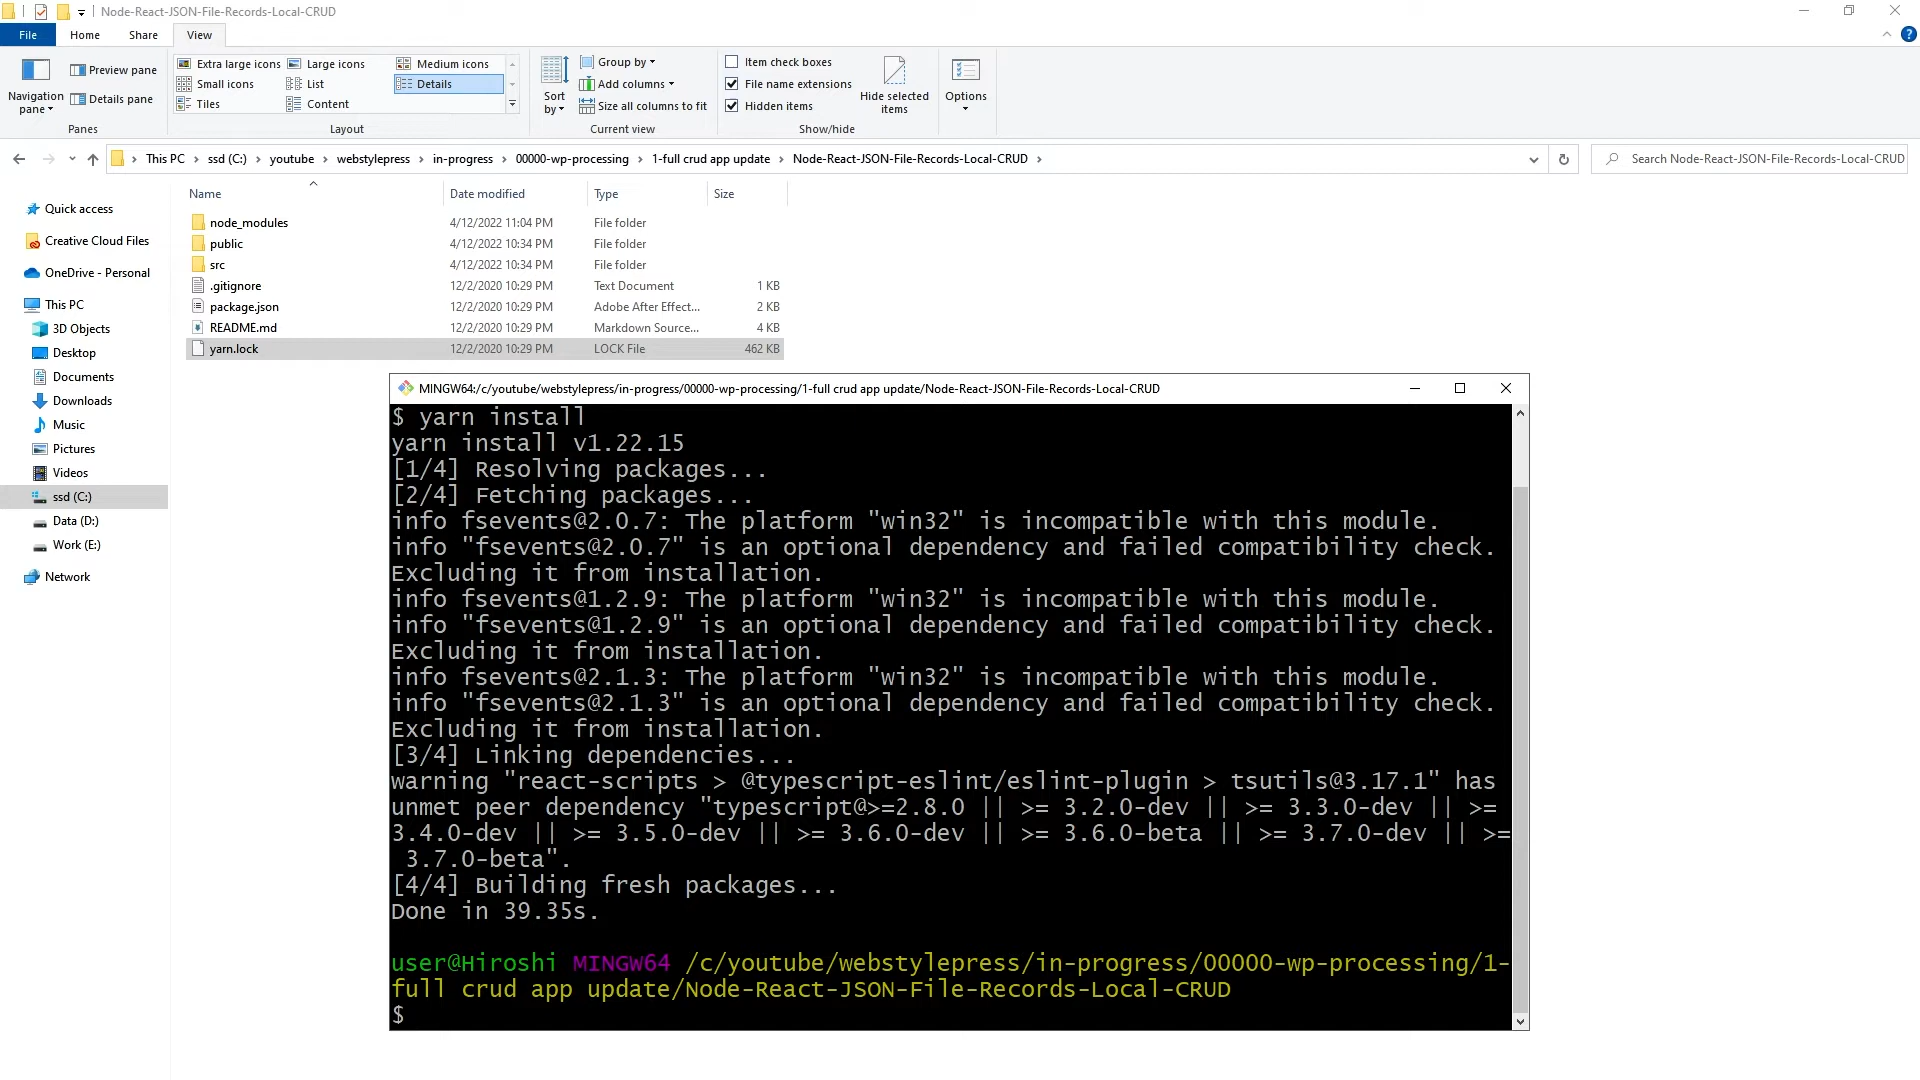 Node-React-JSON-File-Records-Local-CRUD
File Home Share View
Navigation pane
Preview pane
Details pane
Panes
Extra large icons Large icons Medium icons
Small icons List Details
Tiles Content
Layout
Sort by
Group by
Add columns
Size all columns to fit
Current view
Item check boxes
File name extensions
Hidden items
Hide selected items
Show/hide
Options
This PC ssd (C:) youtube webstylepress in-progress 00000-wp-processing 1-full crud app update Node-React-JSON-File-Records-Local-CRUD
Search Node-React-JSON-File-Records-Local-CRUD
Quick access
Creative Cloud Files
OneDrive - Personal
This PC
3D Objects
Desktop
Documents
Downloads
Music
Pictures
Videos
ssd (C:)
Data (D:)
Work (E:)
Network
Name Date modified Type Size
node_modules 4/12/2022 11:04 PM File folder
public 4/12/2022 10:34 PM File folder
src 4/12/2022 10:34 PM File folder
.gitignore 12/2/2020 10:29 PM Text Document 1 KB
package.json 12/2/2020 10:29 PM Adobe After Effect... 2 KB
README.md 12/2/2020 10:29 PM Markdown Source... 4 KB
yarn.lock 12/2/2020 10:29 PM LOCK File 462 KB
MINGW64:/c/youtube/webstylepress/in-progress/00000-wp-processing/1-full crud app update/Node-React-JSON-File-Records-Local-CRUD
$ yarn install
yarn install v1.22.15
[1/4] Resolving packages...
[2/4] Fetching packages...
info fsevents@2.0.7: The platform "win32" is incompatible with this module.
info "fsevents@2.0.7" is an optional dependency and failed compatibility check.
Excluding it from installation.
info fsevents@1.2.9: The platform "win32" is incompatible with this module.
info "fsevents@1.2.9" is an optional dependency and failed compatibility check.
Excluding it from installation.
info fsevents@2.1.3: The platform "win32" is incompatible with this module.
info "fsevents@2.1.3" is an optional dependency and failed compatibility check.
Excluding it from installation.
[3/4] Linking dependencies...
warning "react-scripts > @typescript-eslint/eslint-plugin > tsutils@3.17.1" has
unmet peer dependency "typescript@>=2.8.0 || >= 3.2.0-dev || >= 3.3.0-dev || >=
3.4.0-dev || >= 3.5.0-dev || >= 3.6.0-dev || >= 3.6.0-beta || >= 3.7.0-dev || >=
3.7.0-beta".
[4/4] Building fresh packages...
Done in 39.35s.
user@Hiroshi MINGW64 /c/youtube/webstylepress/in-progress/00000-wp-processing/1-
full crud app update/Node-React-JSON-File-Records-Local-CRUD
$